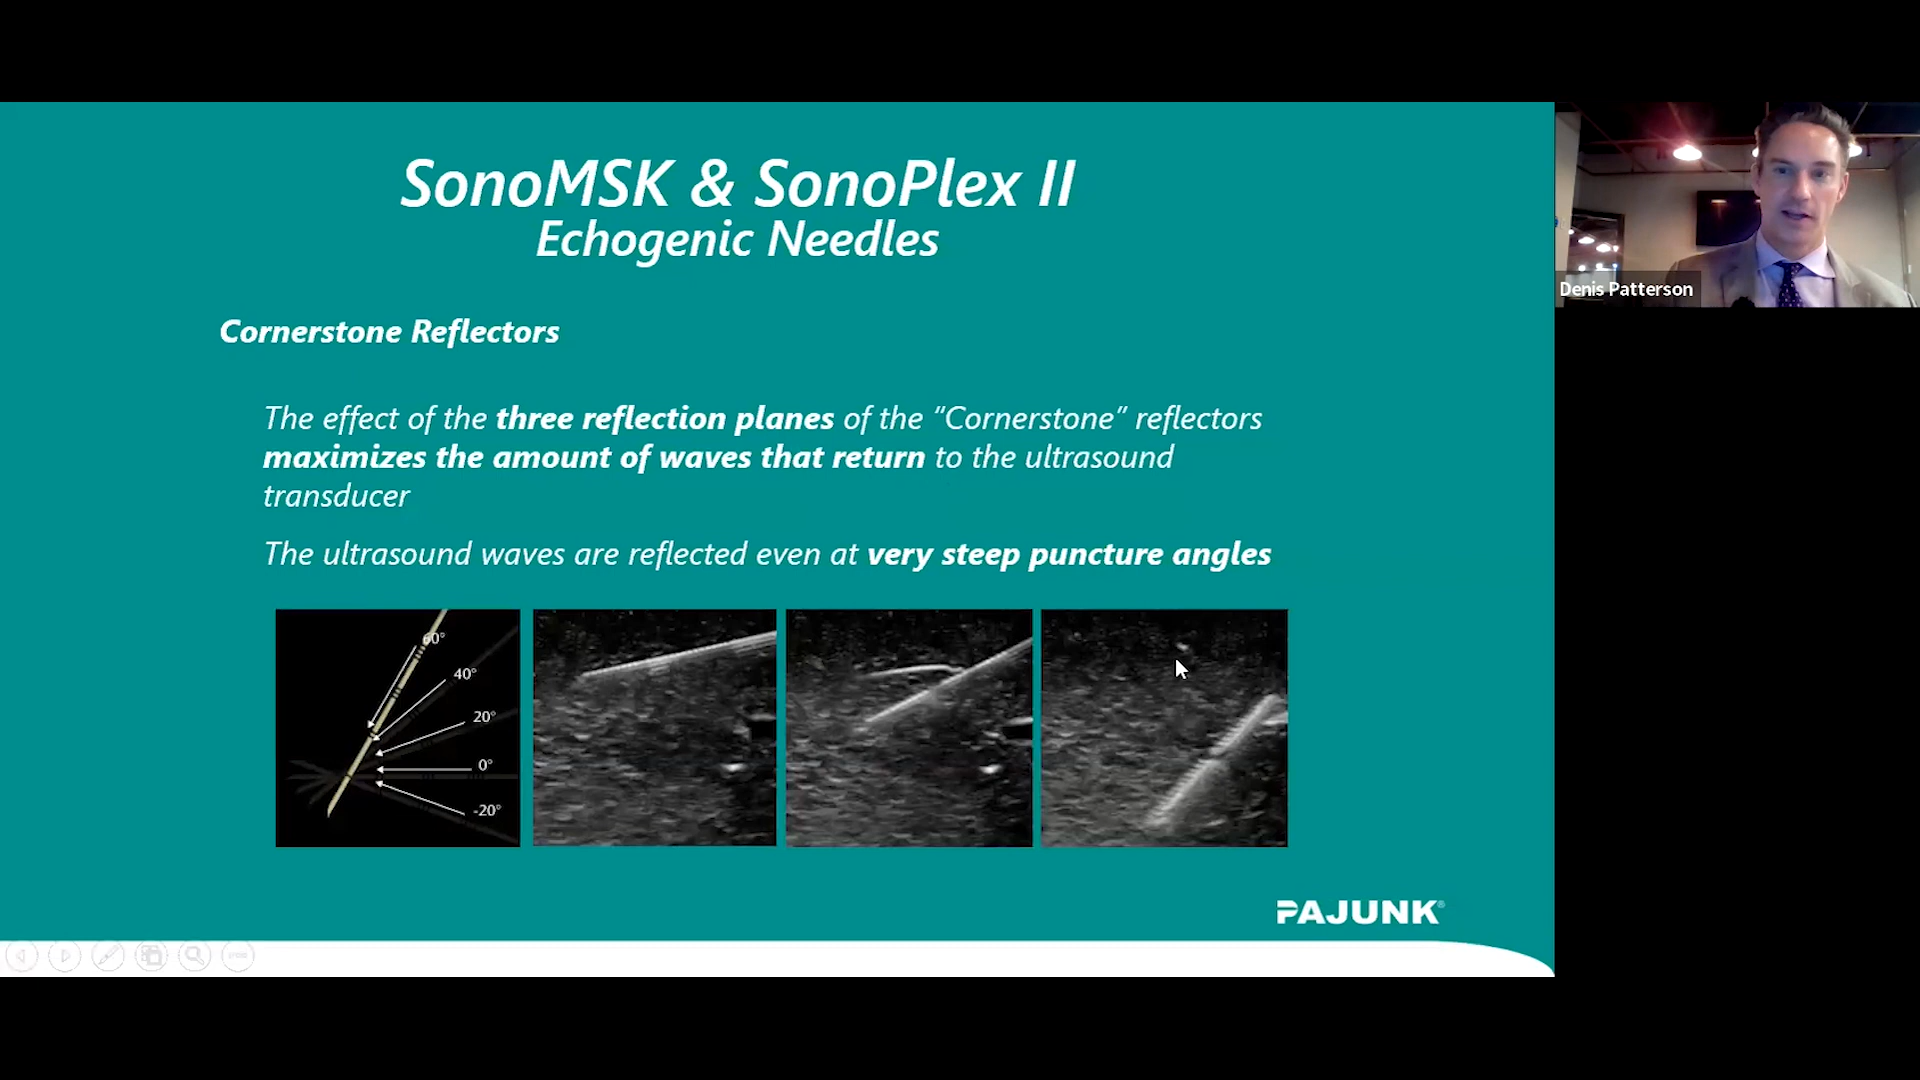 SonoMSK & SonoPlex II
Echogenic Needles
Denis Patterson
Cornerstone Reflectors
The effect of the three reflection planes of the “Cornerstone” reflectors
maximizes the amount of waves that return to the ultrasound
transducer
The ultrasound waves are reflected even at very steep puncture angles
60°
40°
20°
0°
-20°
PAJUNK®